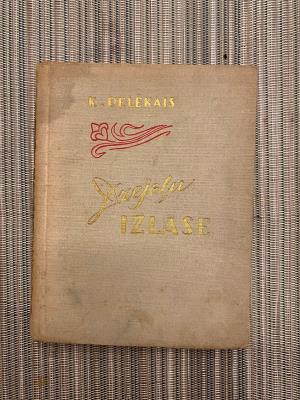 K. PELĒKAIS
Dzejoļu
IZLASE